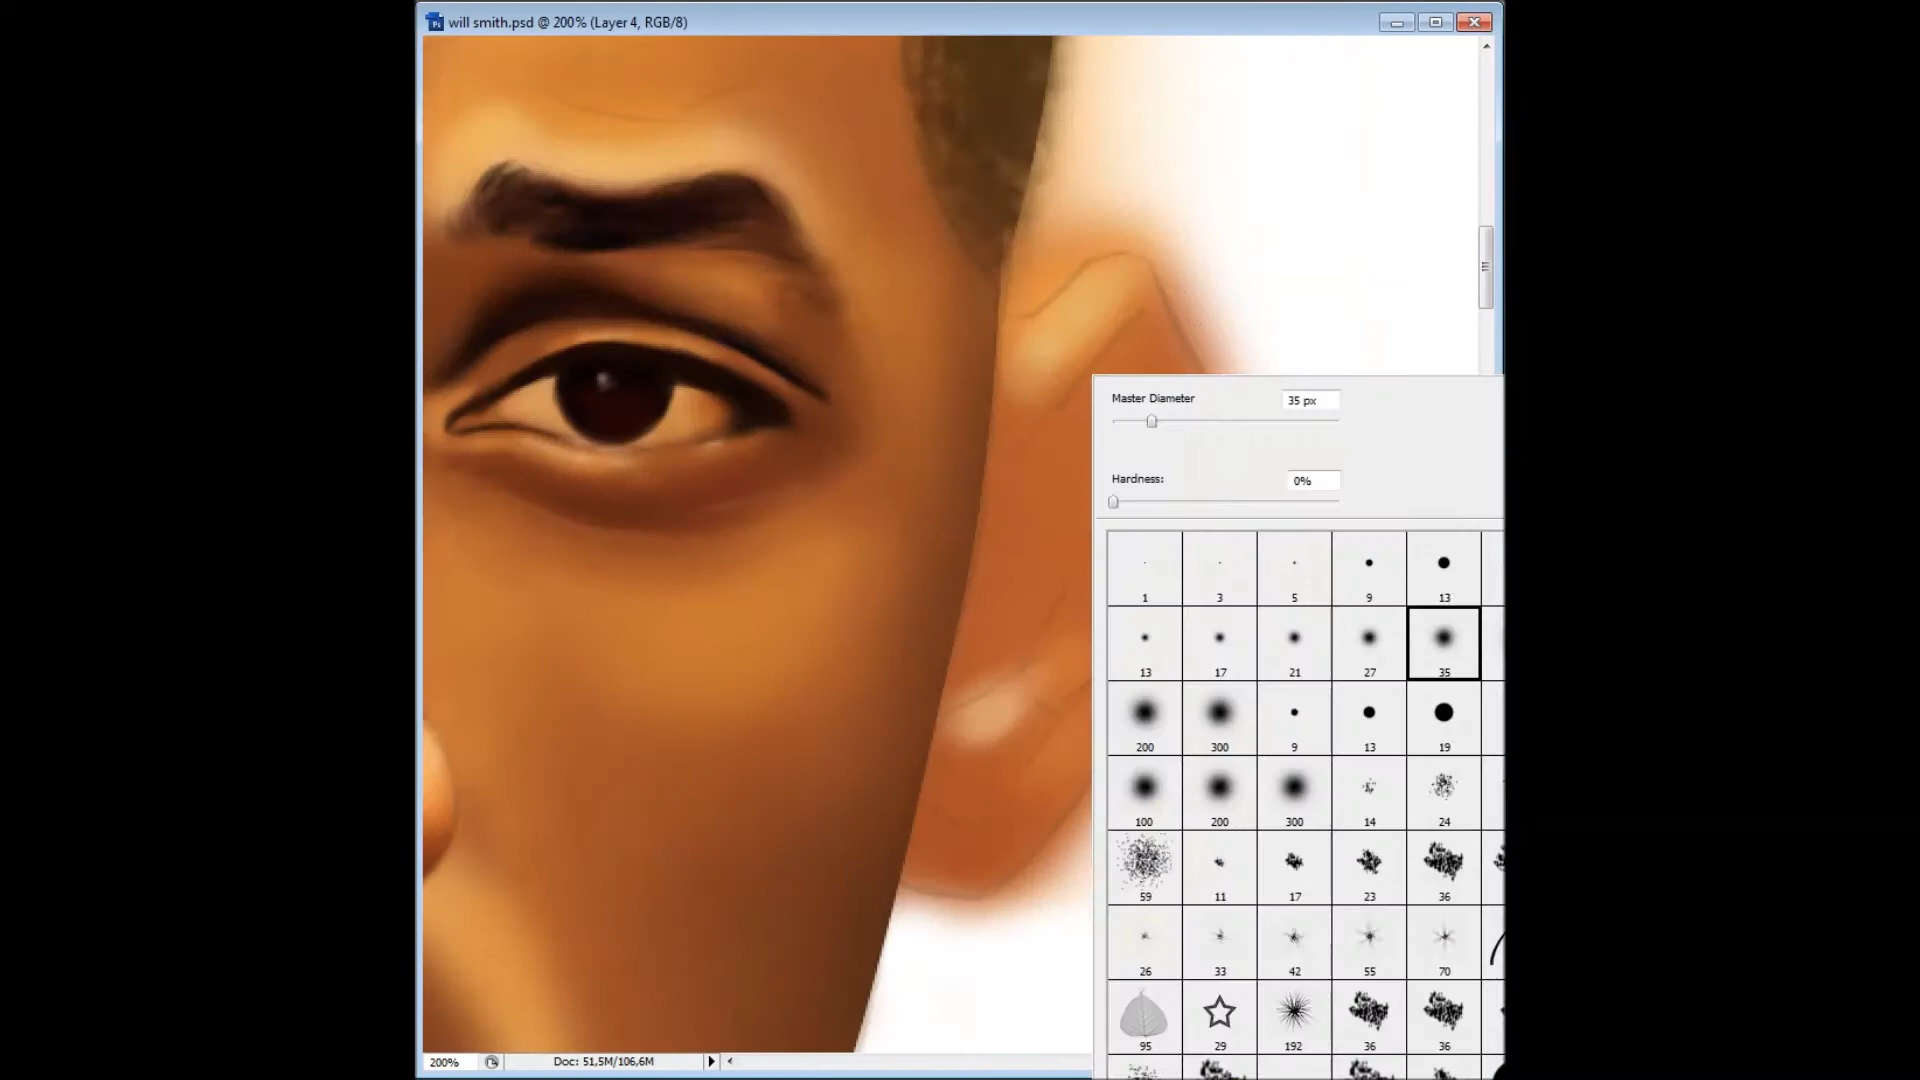 will smith.psd @ 200% (Layer 4, RGB/8)
Master Diameter 35 px
Hardness: 0%
1 3 5 9 13
13 17 21 27 35
200 300 9 13 19
100 200 300 14 24
59 11 17 23 36
26 33 42 55 70
95 29 192 36 36
200% Doc: 51,5M/106,6M